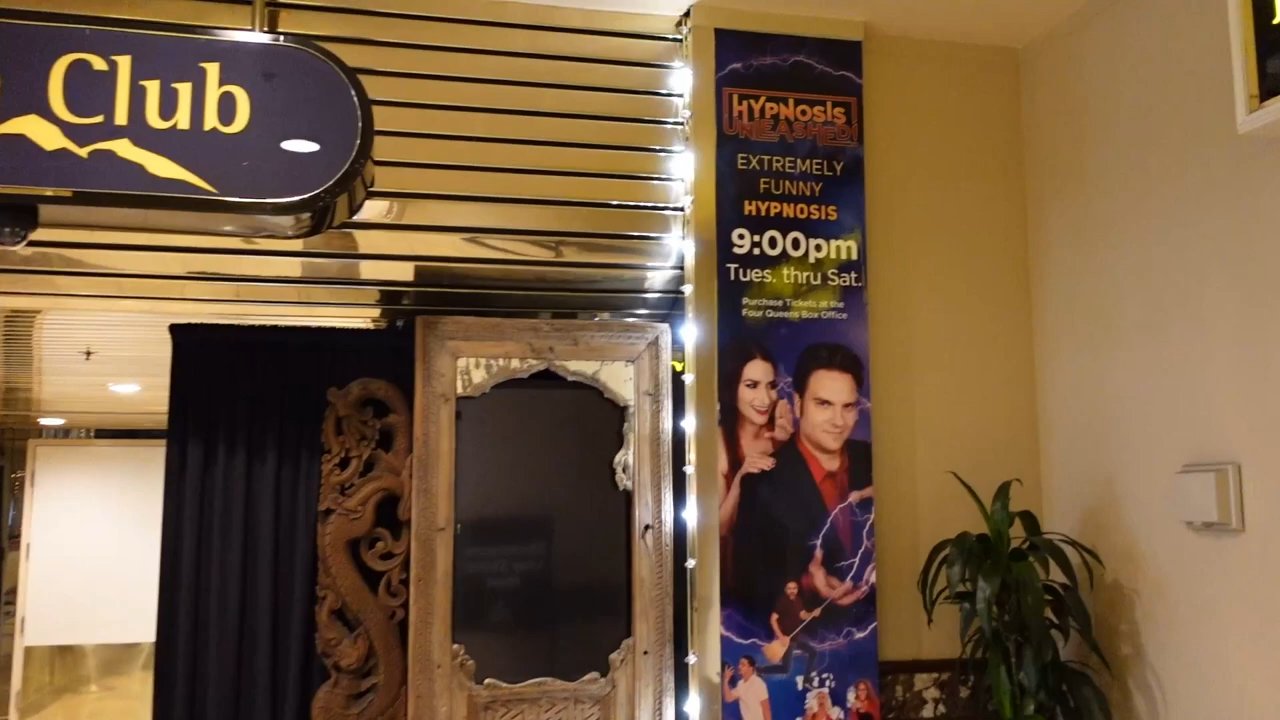 Club
HYPNOSIS
UNLEASHED!
EXTREMELY
FUNNY
HYPNOSIS
9:00pm
Tues. thru Sat.
Purchase Tickets at the
Four Queens Box Office